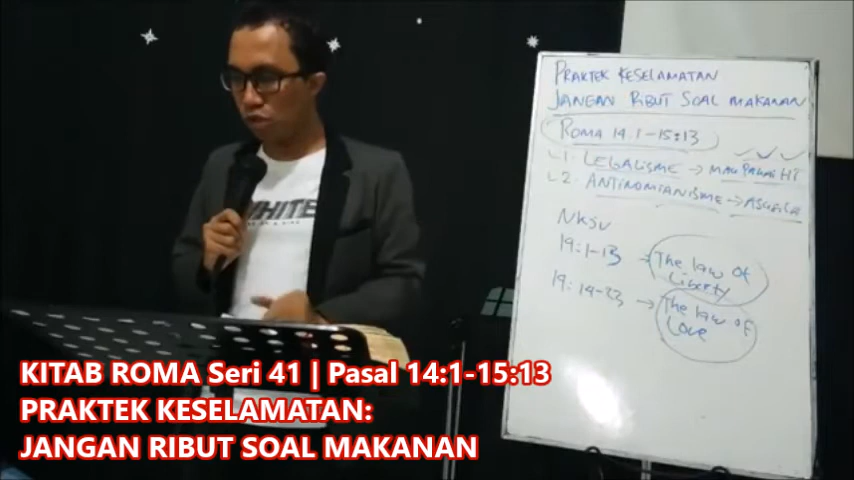 PRAKTEK KESELAMATAN
JANGAN RIBUT SOAL MAKANAN
ROMA 14:1-15:13
1. LEGALISME →
2. ANTINOMIANISME →
NKJV
19:1-13 → The law of
Liberty
19:14-23 → The law of
Love
WHITE
KITAB ROMA Seri 41 | Pasal 14:1-15:13
PRAKTEK KESELAMATAN:
JANGAN RIBUT SOAL MAKANAN